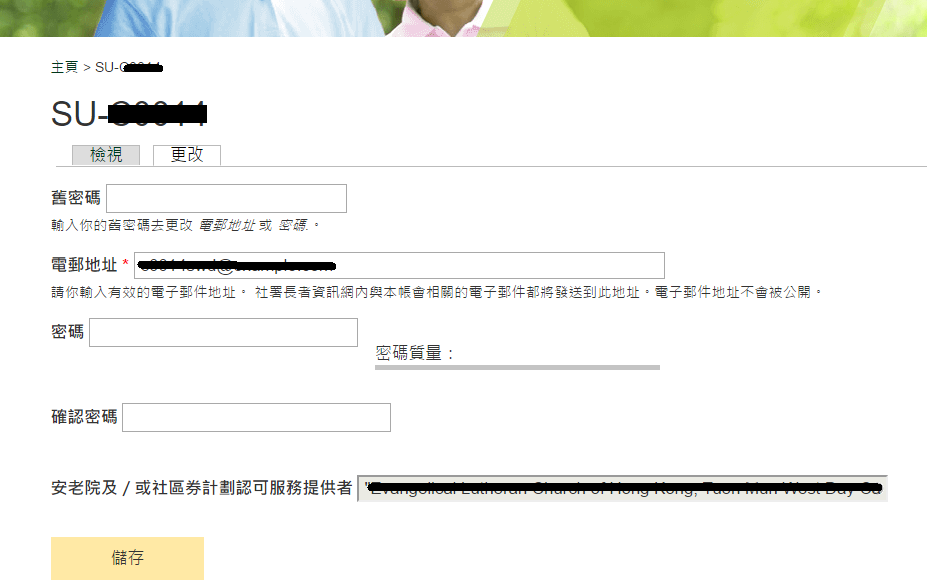 主頁 > SU-
SU-
檢視 更改
舊密碼
輸入你的舊密碼去更改 電郵地址 或 密碼.。
電郵地址 *
請你輸入有效的電子郵件地址。 社署長者資訊網內與本帳會相關的電子郵件都將發送到此地址。電子郵件地址不會被公開。
密碼
密碼質量：
確認密碼
安老院及 / 或社區券計劃認可服務提供者
儲存